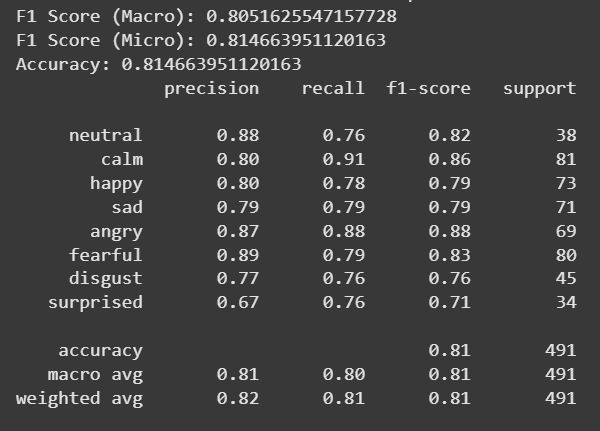 F1 Score (Macro): 0.8051625547157728
F1 Score (Micro): 0.814663951120163
Accuracy: 0.814663951120163
precision recall f1-score support
neutral 0.88 0.76 0.82 38
calm 0.80 0.91 0.86 81
happy 0.80 0.78 0.79 73
sad 0.79 0.79 0.79 71
angry 0.87 0.88 0.88 69
fearful 0.89 0.79 0.83 80
disgust 0.77 0.76 0.76 45
surprised 0.67 0.76 0.71 34
accuracy 0.81 491
macro avg 0.81 0.80 0.81 491
weighted avg 0.82 0.81 0.81 491